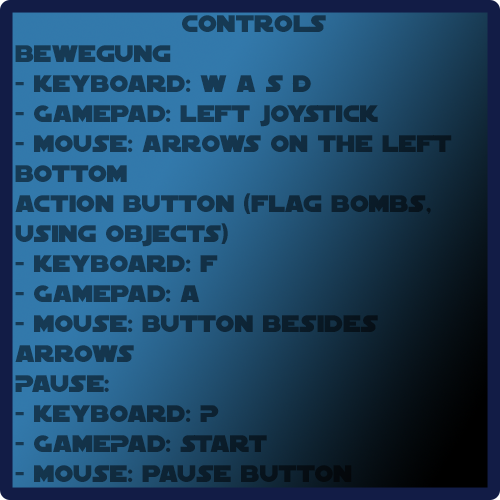 CONTROLS
BEWEGUNG
- KEYBOARD: W A S D
- GAMEPAD: LEFT JOYSTICK
- MOUSE: ARROWS ON THE LEFT
BOTTOM
ACTION BUTTON (FLAG BOMBS,
USING OBJECTS)
- KEYBOARD: F
- GAMEPAD: A
- MOUSE: BUTTON BESIDES
ARROWS
PAUSE:
- KEYBOARD: P
- GAMEPAD: START
- MOUSE: PAUSE BUTTON